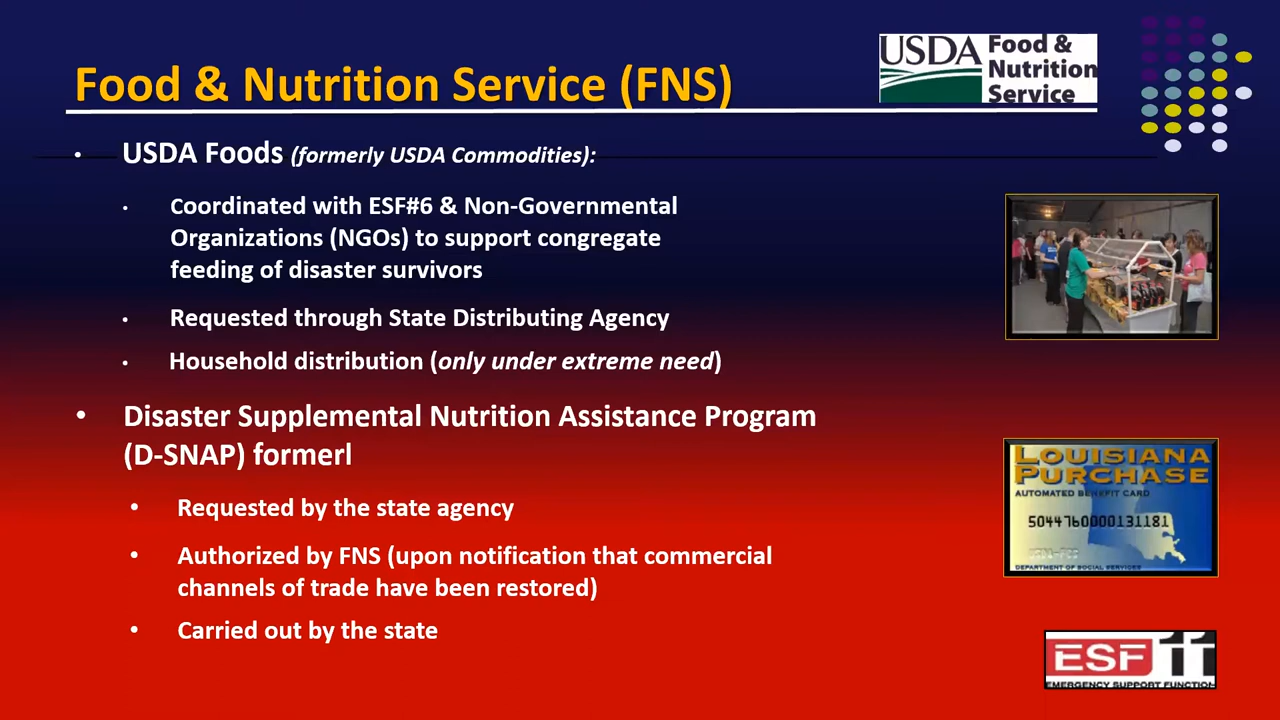 Food & Nutrition Service (FNS)
USDA Food &
Nutrition
Service
• USDA Foods (formerly USDA Commodities):
• Coordinated with ESF#6 & Non-Governmental
Organizations (NGOs) to support congregate
feeding of disaster survivors
• Requested through State Distributing Agency
• Household distribution (only under extreme need)
• Disaster Supplemental Nutrition Assistance Program
(D-SNAP) formerl
• Requested by the state agency
• Authorized by FNS (upon notification that commercial
channels of trade have been restored)
• Carried out by the state
LOUISIANA
PURCHASE
AUTOMATED BENEFIT CARD
5044760000131181
DEPARTMENT OF SOCIAL SERVICES
ESF 11
EMERGENCY SUPPORT FUNCTION